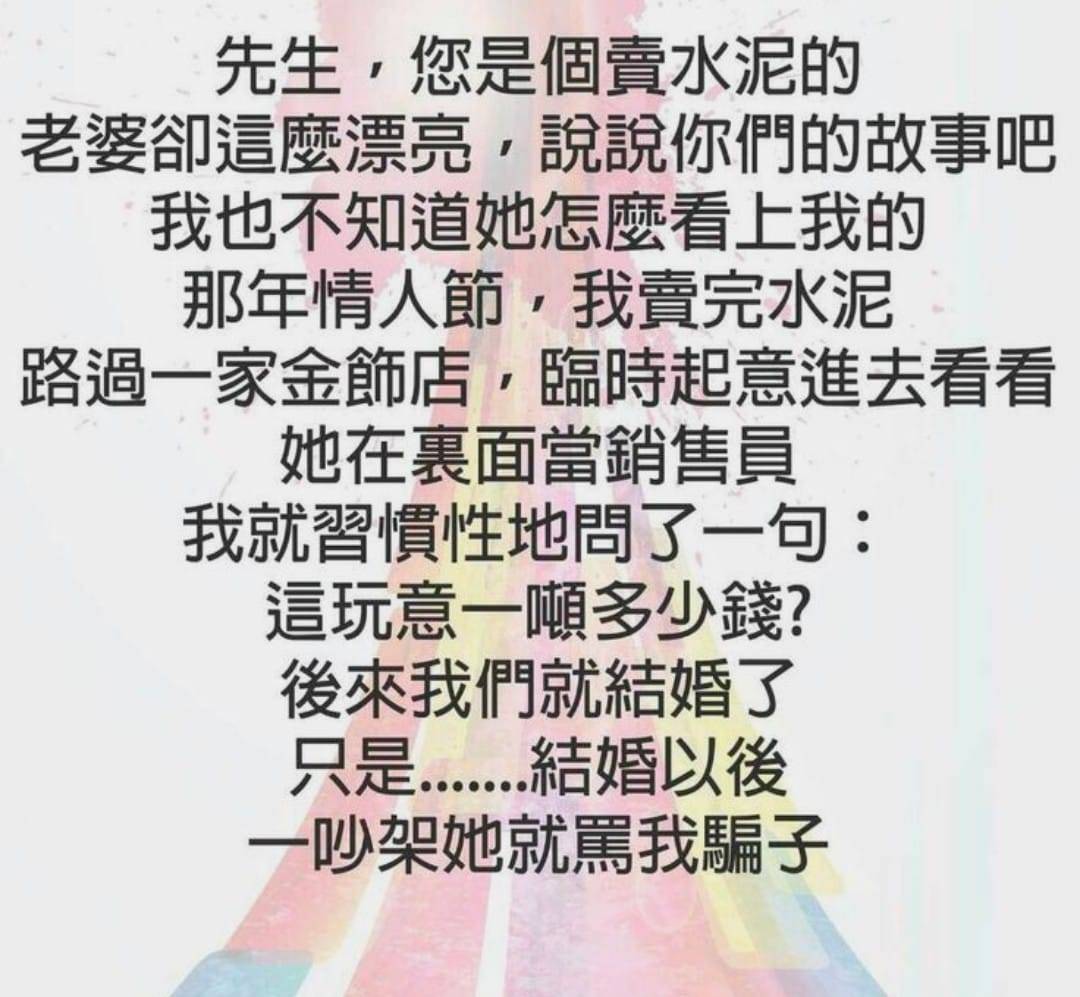 先生，您是個賣水泥的
老婆卻這麼漂亮，說說你們的故事吧
我也不知道她怎麼看上我的
那年情人節，我賣完水泥
路過一家金飾店，臨時起意進去看看
她在裏面當銷售員
我就習慣性地問了一句：
這玩意一噸多少錢?
後來我們就結婚了
只是.......結婚以後
一吵架她就罵我騙子